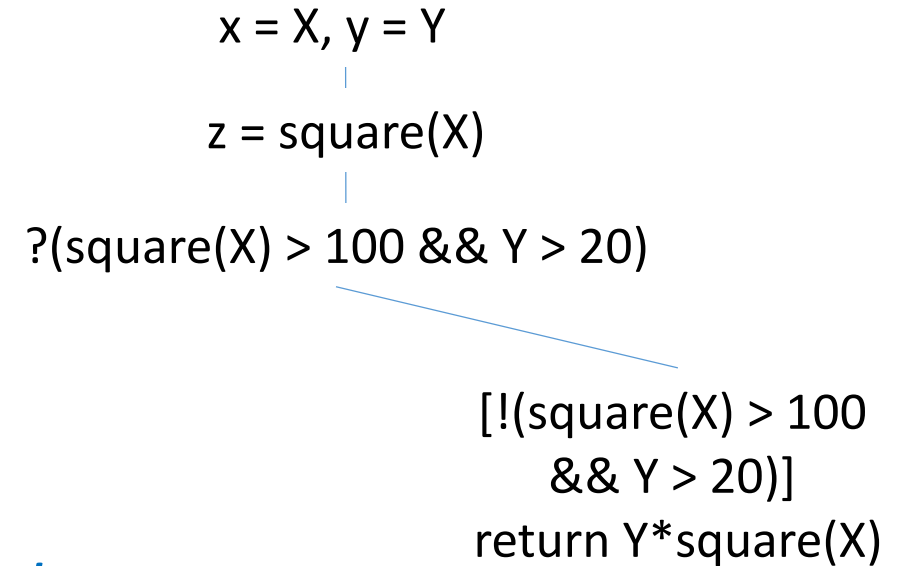 x = X, y = Y
z = square(X)
?(square(X) > 100 && Y > 20)
[!(square(X) > 100
&& Y > 20)]
return Y*square(X)